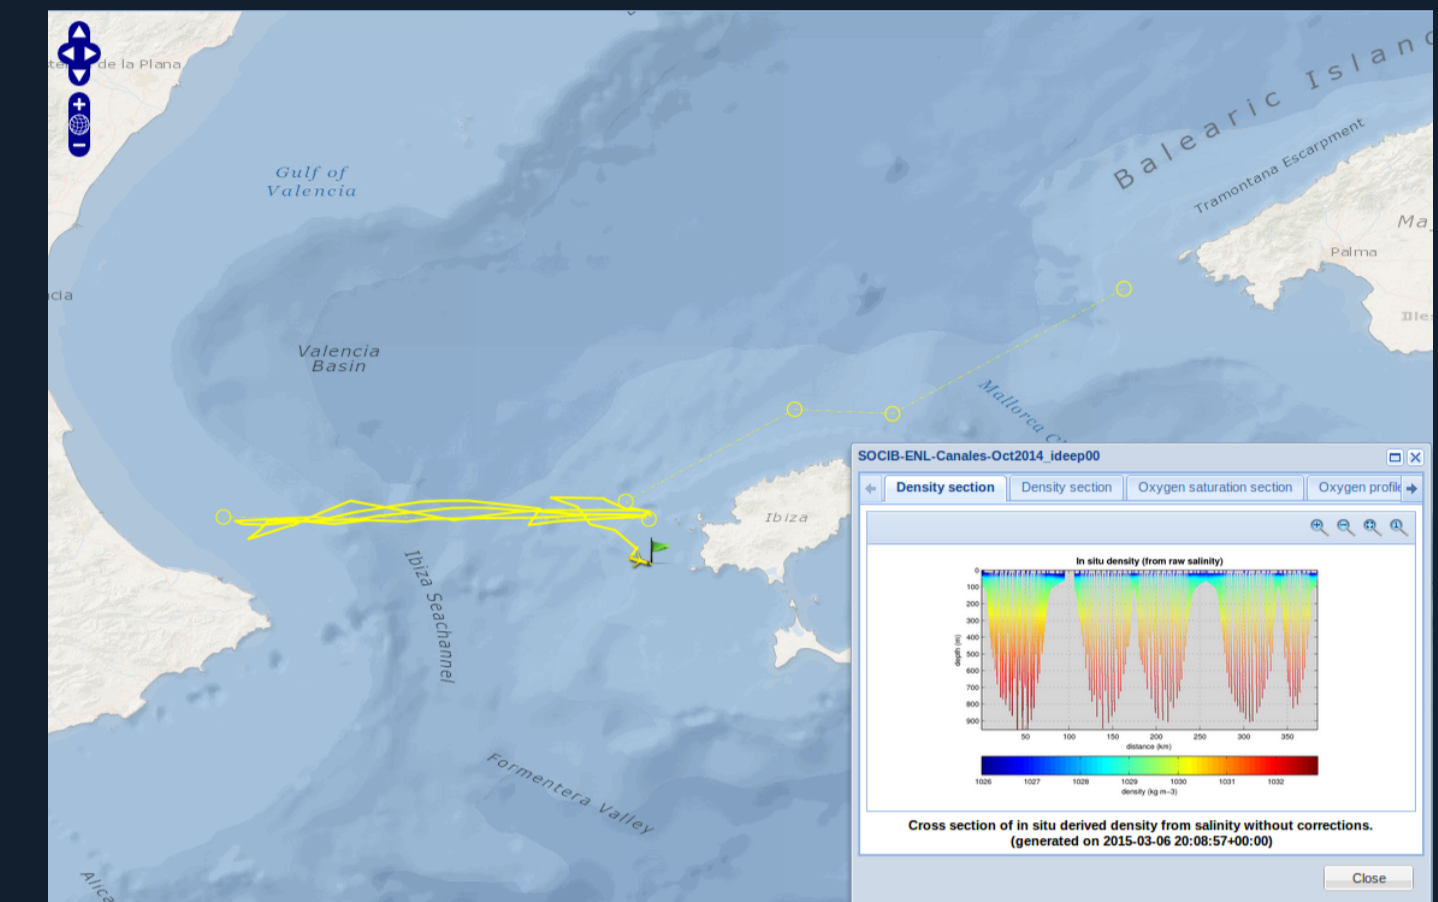 de la Plana
Gulf of
Valencia
Balearic Islanc
Tramontana Escarpment
Ma
Palma
cia
Illes
Valencia
Basin
Mallorca C
Ibiza
Ibiza Seachannel
Formentera Valley
Alica
SOCIB-ENL-Canales-Oct2014_ideep00
Density section
Density section
Oxygen saturation section
Oxygen profile
In situ density (from raw salinity)
0
100
200
300
400
500
600
700
800
900
depth (m)
50 100 150 200 250 300 350
distance (km)
1026 1027 1028 1029 1030 1031 1032
density (kg m−3)
Cross section of in situ derived density from salinity without corrections.
(generated on 2015-03-06 20:08:57+00:00)
Close